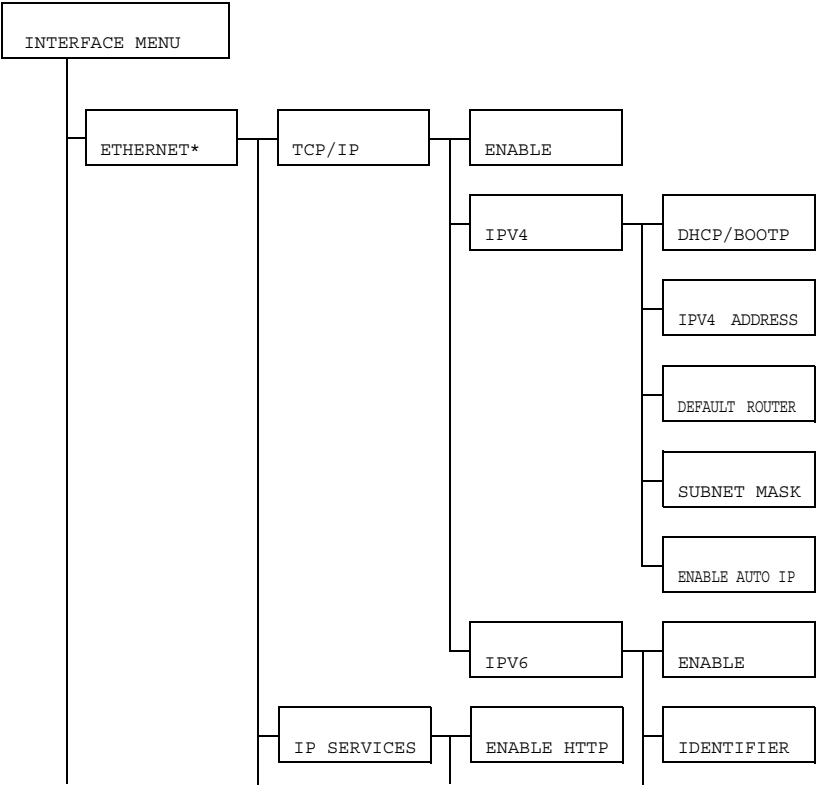 INTERFACE MENU
ETHERNET*
TCP/IP
ENABLE
IPV4
DHCP/BOOTP
IPV4 ADDRESS
DEFAULT ROUTER
SUBNET MASK
ENABLE AUTO IP
IPV6
ENABLE
IP SERVICES
ENABLE HTTP
IDENTIFIER